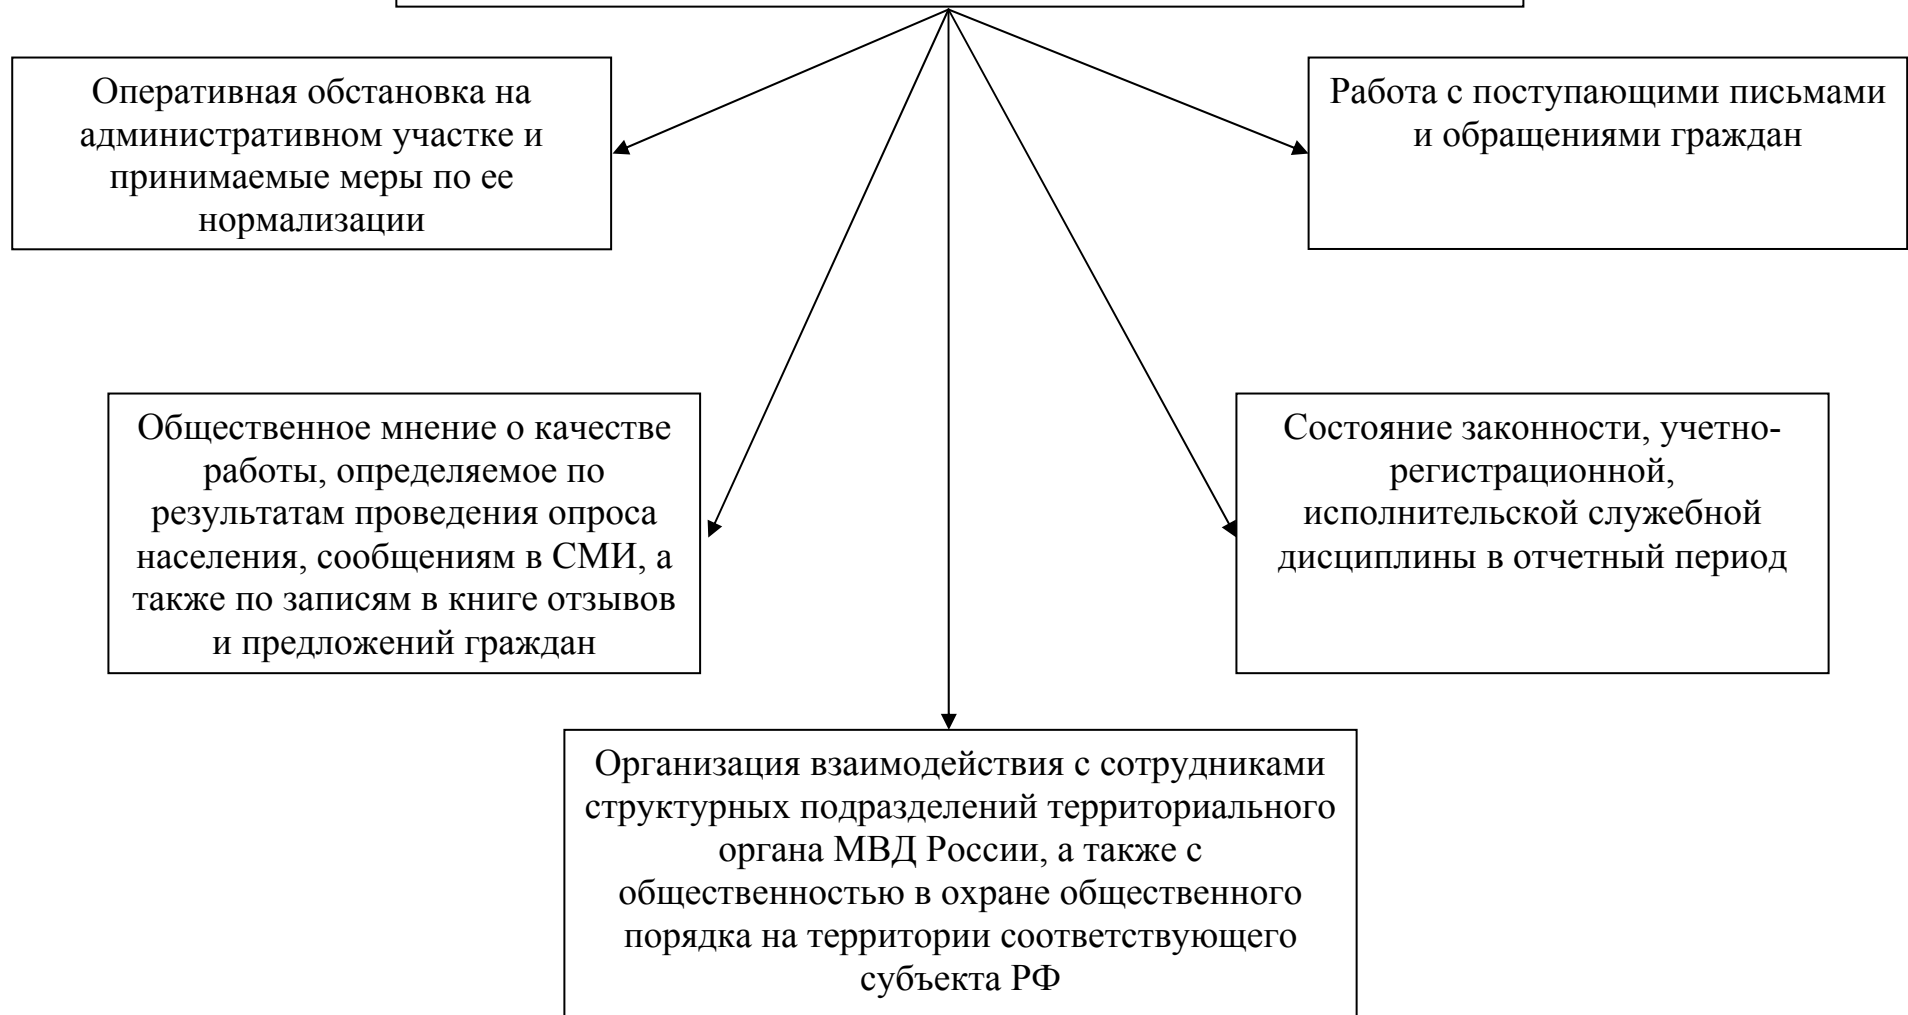 Оперативная обстановка на
административном участке и
принимаемые меры по ее
нормализации
Работа с поступающими письмами
и обращениями граждан
Общественное мнение о качестве
работы, определяемое по
результатам проведения опроса
населения, сообщениям в СМИ, а
также по записям в книге отзывов
и предложений граждан
Состояние законности, учетно-
регистрационной,
исполнительской служебной
дисциплины в отчетный период
Организация взаимодействия с сотрудниками
структурных подразделений территориального
органа МВД России, а также с
общественностью в охране общественного
порядка на территории соответствующего
субъекта РФ